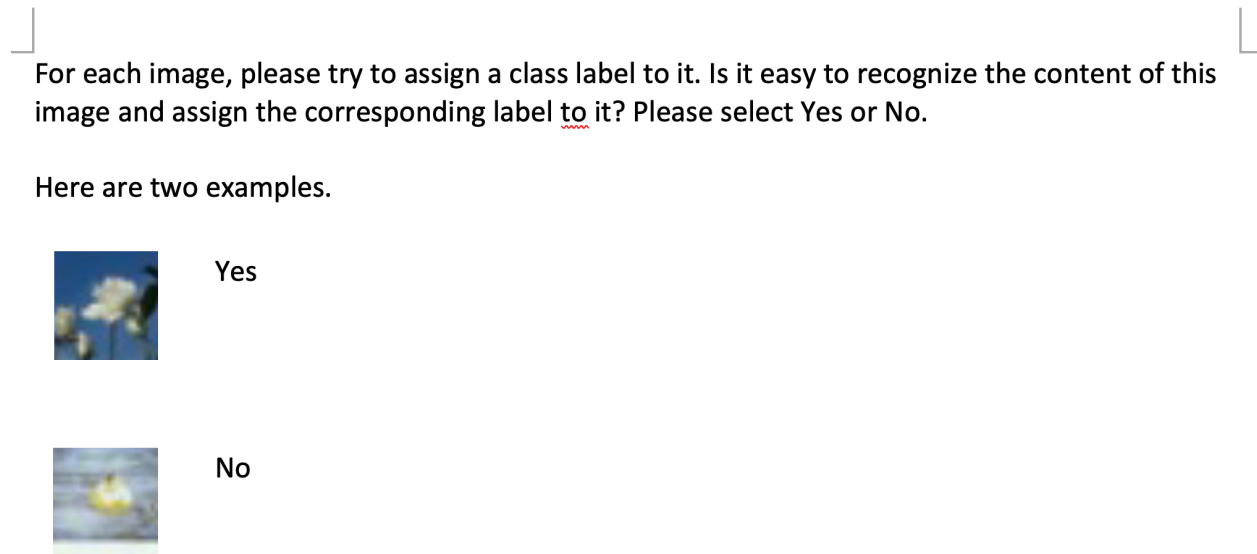 For each image, please try to assign a class label to it. Is it easy to recognize the content of this
image and assign the corresponding label to it? Please select Yes or No.
Here are two examples.
Yes
No